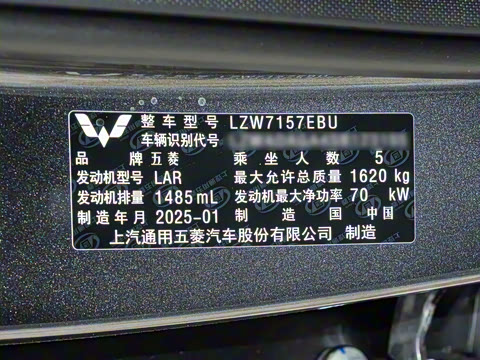 整车型号 LZW7157EBU
车辆识别代号
品牌 五菱 乘坐人数 5
发动机型号 LAR 最大允许总质量 1620 kg
发动机排量 1485 mL 发动机最大净功率 70 kW
制造年月 2025-01 制造国 中国
上汽通用五菱汽车股份有限公司 制造